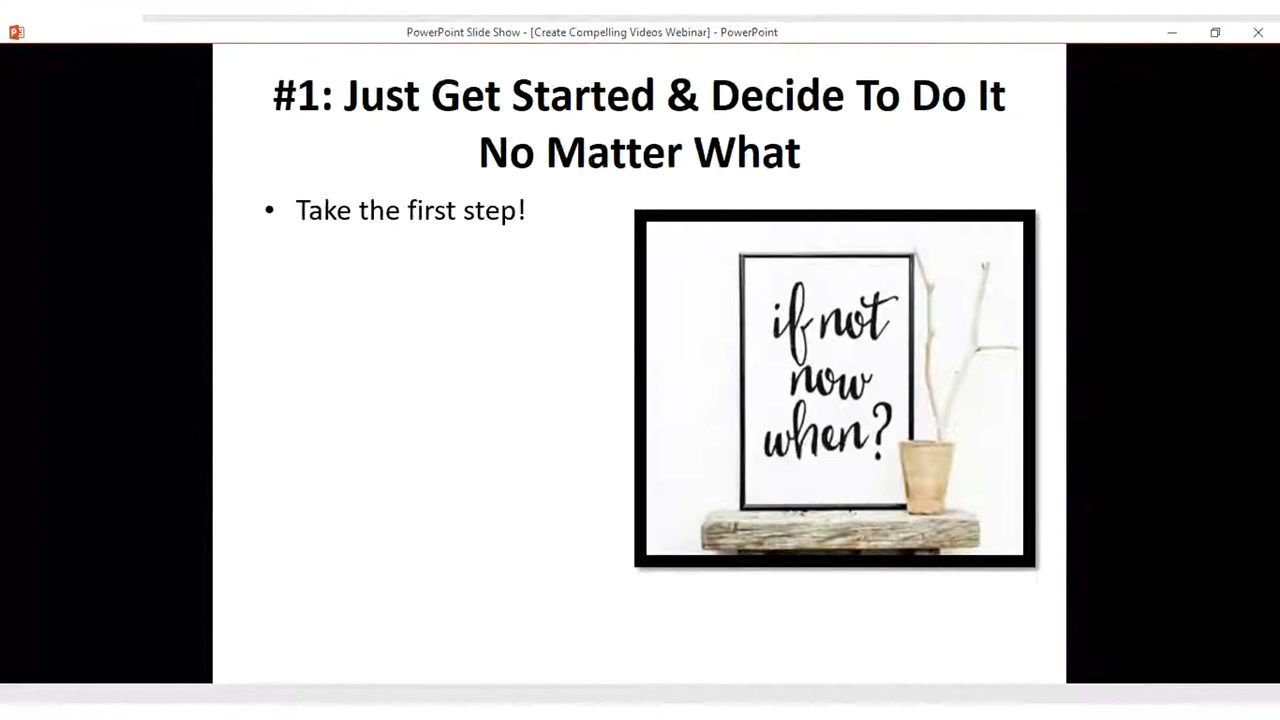 PowerPoint Slide Show - [Create Compelling Videos Webinar] - PowerPoint
#1: Just Get Started & Decide To Do It
No Matter What
• Take the first step!
if not
now
when?